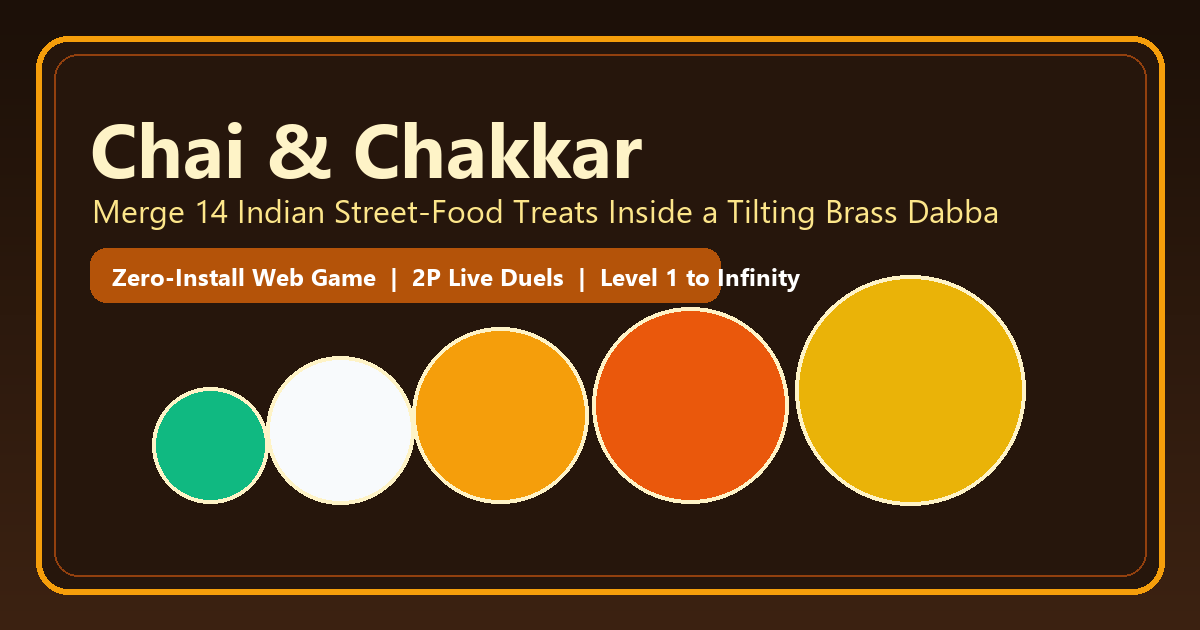 Chai & Chakkar
Merge 14 Indian Street-Food Treats Inside a Tilting Brass Dabba
Zero-Install Web Game | 2P Live Duels | Level 1 to Infinity